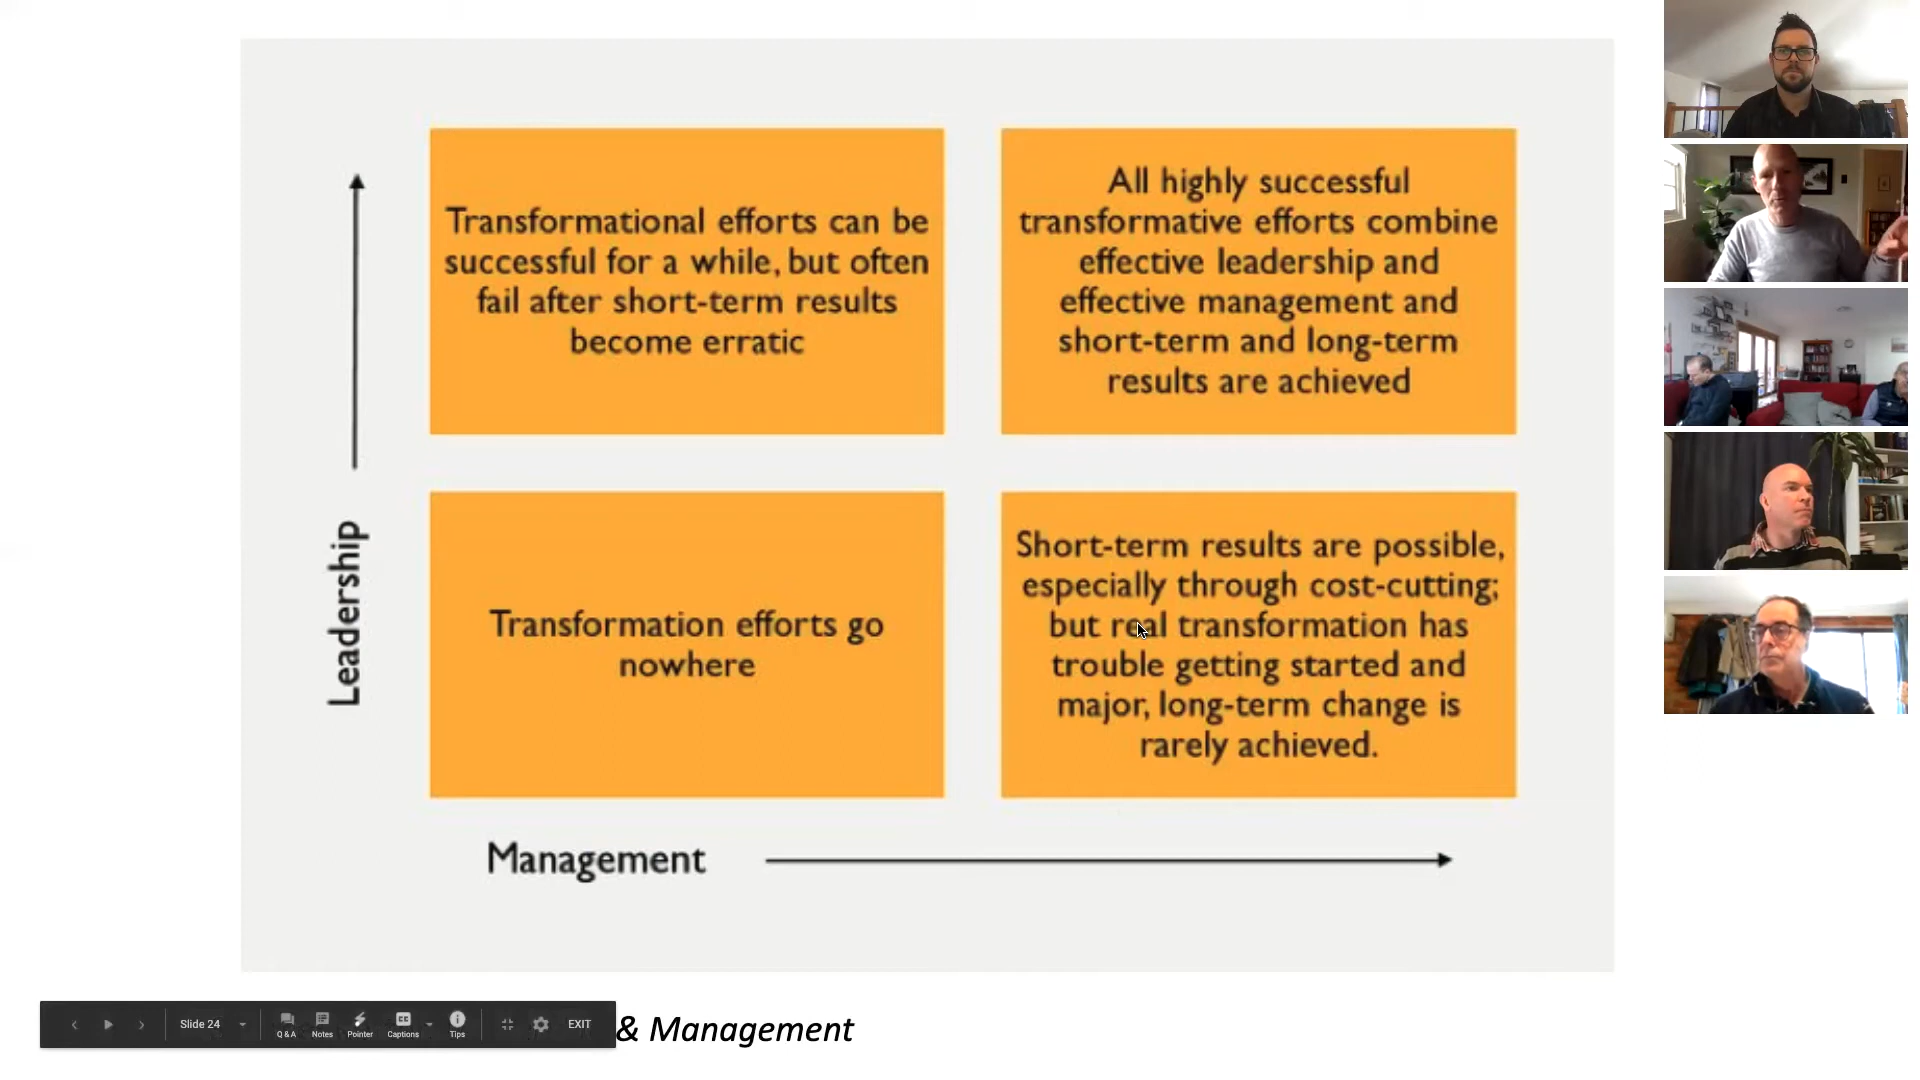 Transformational efforts can be
successful for a while, but often
fail after short-term results
become erratic
All highly successful
transformative efforts combine
effective leadership and
effective management and
short-term and long-term
results are achieved
Leadership
Transformation efforts go
nowhere
Short-term results are possible,
especially through cost-cutting;
but real transformation has
trouble getting started and
major, long-term change is
rarely achieved.
Management
Slide 24
Q & A
Notes
Pointer
CC
Captions
Tips
EXIT
& Management